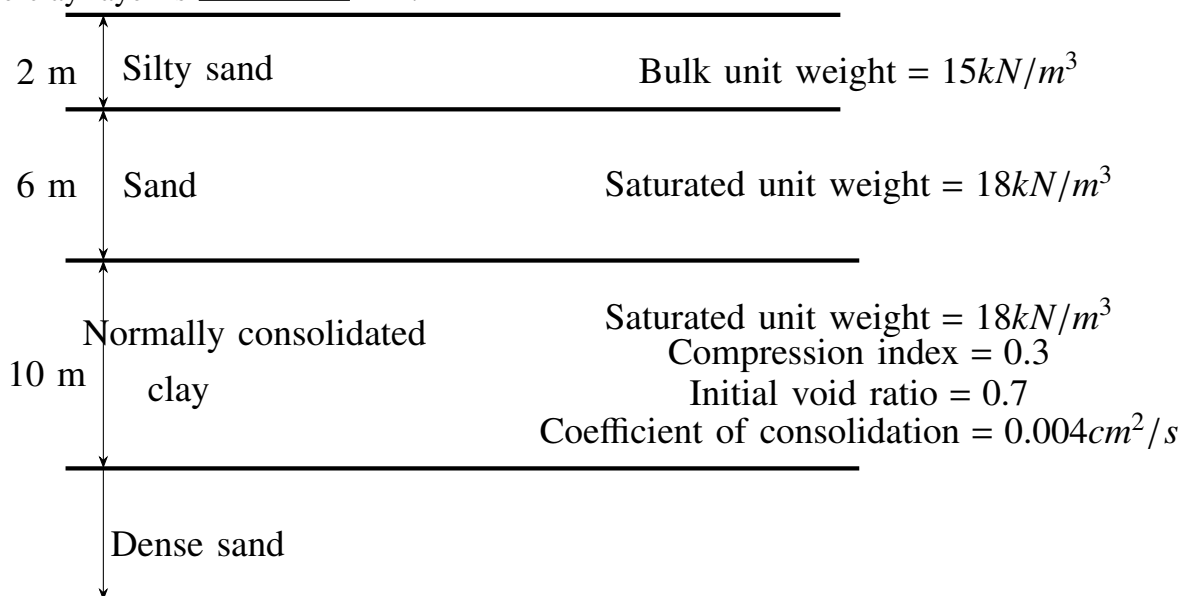 2 m
Silty sand
Bulk unit weight = 15kN/m³
6 m
Sand
Saturated unit weight = 18kN/m³
10 m
Normally consolidated
clay
Saturated unit weight = 18kN/m³
Compression index = 0.3
Initial void ratio = 0.7
Coefficient of consolidation = 0.004cm²/s
Dense sand